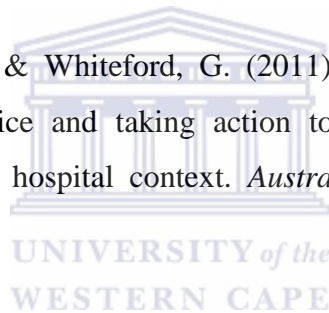 & Whiteford, G. (2011)
ice and taking action to
hospital context. Austra
UNIVERSITY of the
WESTERN CAPE